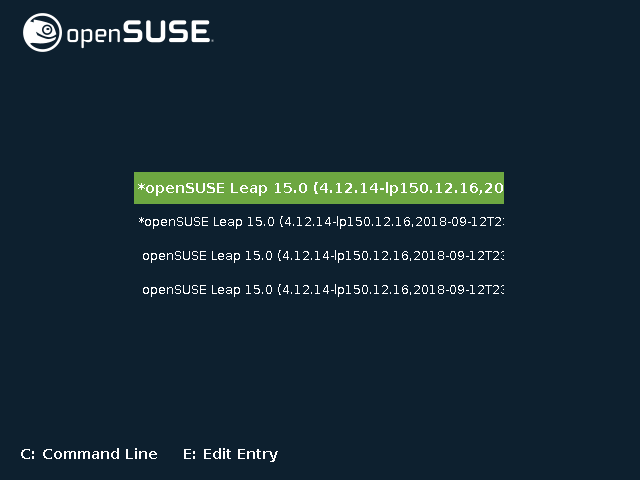 openSUSE.
*openSUSE Leap 15.0 (4.12.14-lp150.12.16,20
*openSUSE Leap 15.0 (4.12.14-lp150.12.16,2018-09-12T2
openSUSE Leap 15.0 (4.12.14-lp150.12.16,2018-09-12T23
openSUSE Leap 15.0 (4.12.14-lp150.12.16,2018-09-12T23
C: Command Line E: Edit Entry